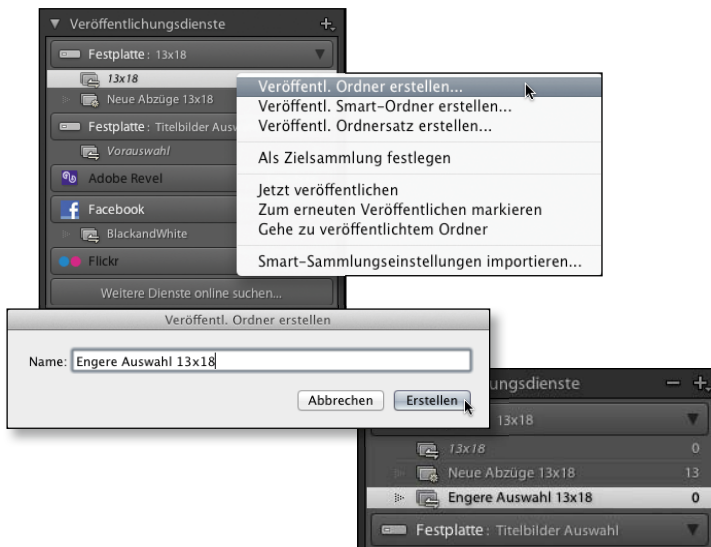 Veröffentlichungsdienste
Festplatte: 13x18
13x18
Neue Abzüge 13x18
Festplatte: Titelbilder
Vorauswahl
Adobe Revel
Facebook
BlackandWhite
Flickr
Weitere Dienste online suchen...
Veröffentl. Ordner erstellen...
Veröffentl. Smart-Ordner erstellen...
Veröffentl. Ordnersatz erstellen...
Als Zielsammlung festlegen
Jetzt veröffentlichen
Zum erneuten Veröffentlichen markieren
Gehe zu veröffentlichtem Ordner
Smart-Sammlungseinstellungen importieren...
Veröffentl. Ordner erstellen
Name: Engere Auswahl 13x18
Abbrechen Erstellen
ungsdienste
13x18
13x18 0
Neue Abzüge 13x18 13
Engere Auswahl 13x18 0
Festplatte: Titelbilder Auswahl